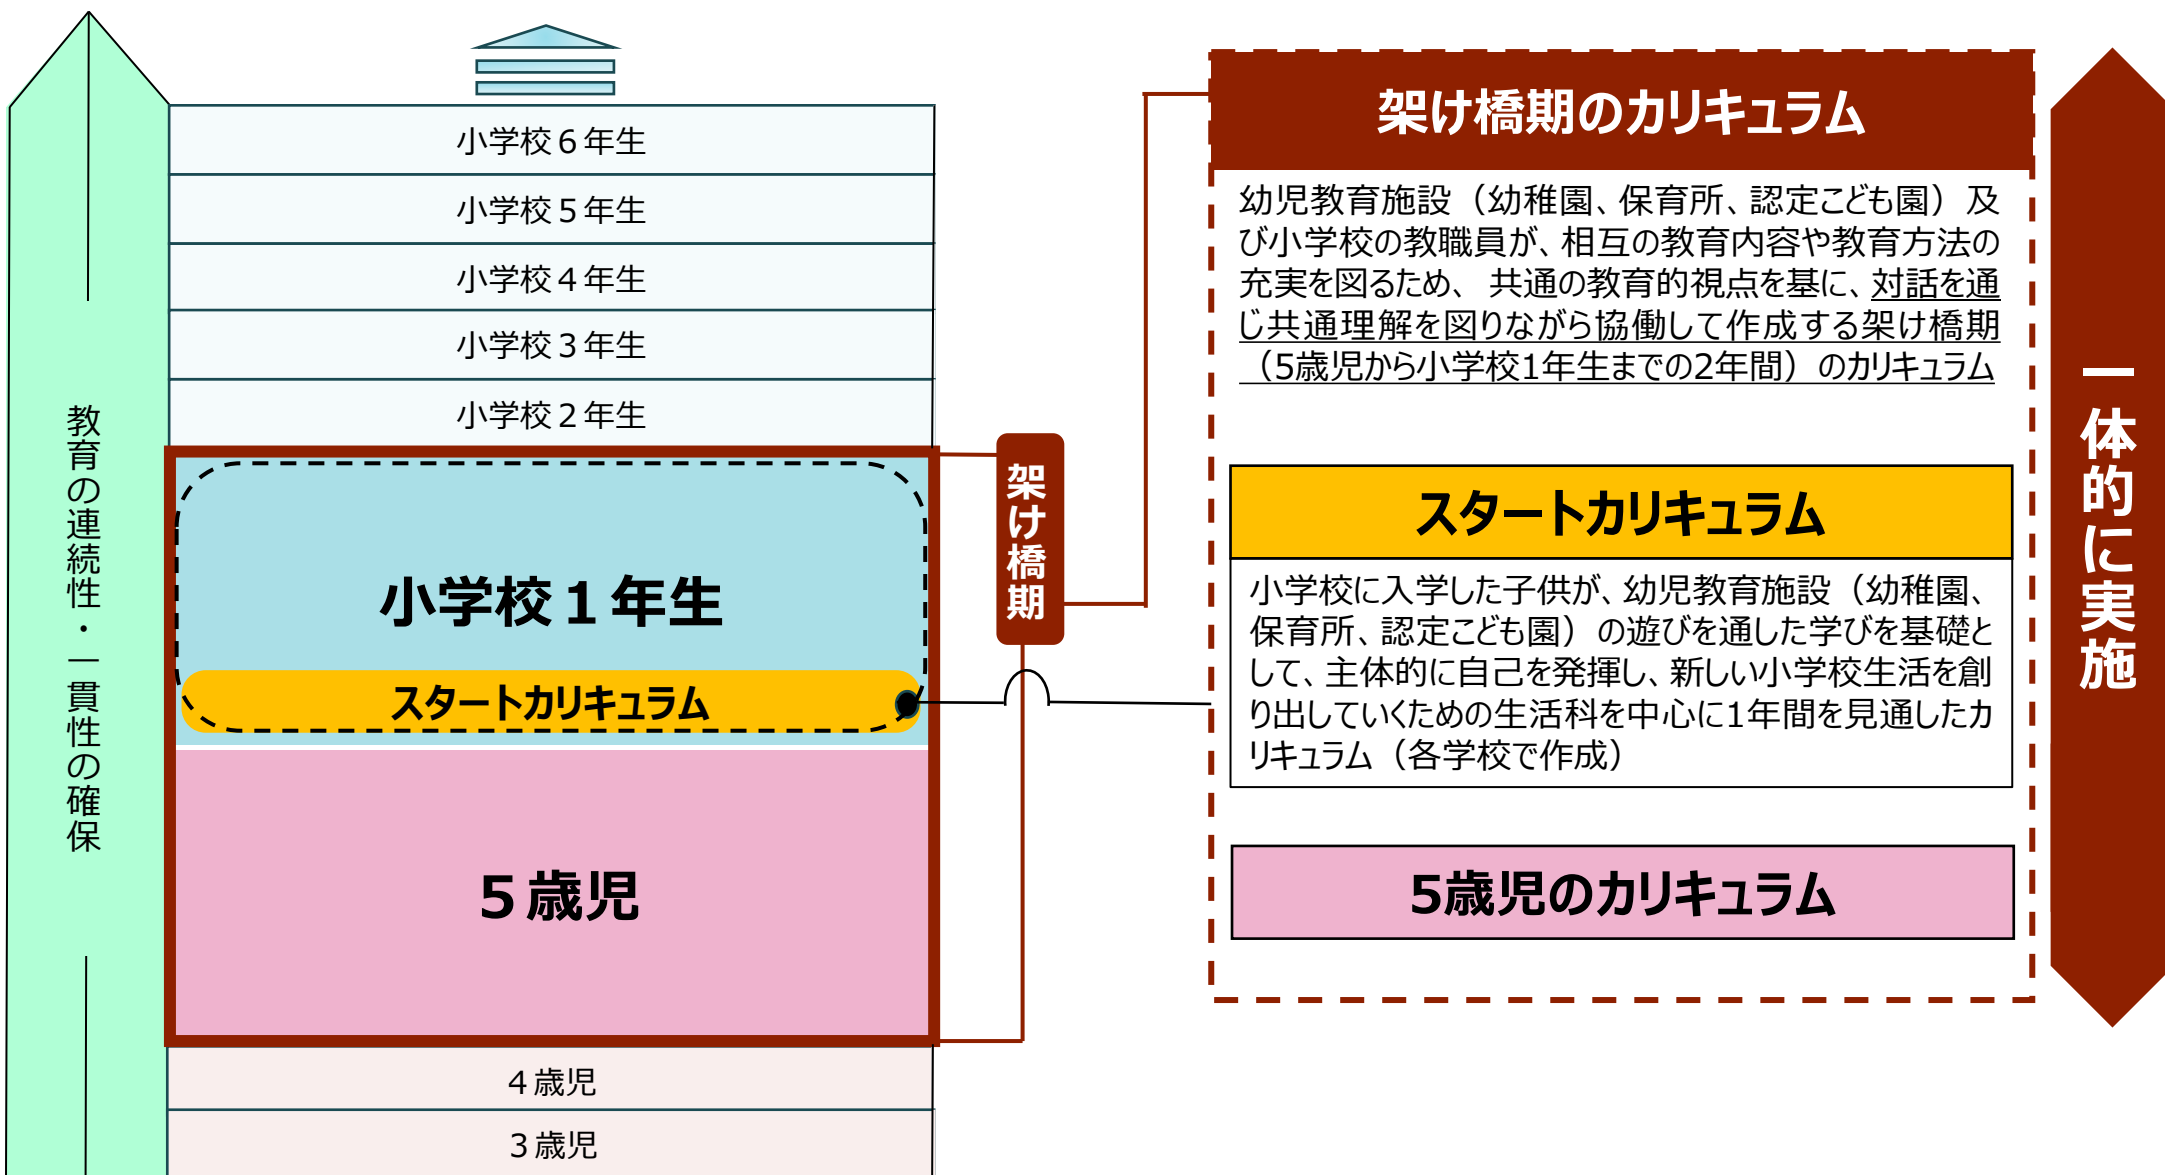 教育の連続性・一貫性の確保
小学校６年生
小学校５年生
小学校４年生
小学校３年生
小学校２年生
小学校１年生
スタートカリキュラム
５歳児
４歳児
３歳児
架け橋期
架け橋期のカリキュラム
幼児教育施設（幼稚園、保育所、認定こども園）及
び小学校の教職員が、相互の教育内容や教育方法の
充実を図るため、 共通の教育的視点を基に、対話を通
じ共通理解を図りながら協働して作成する架け橋期
（5歳児から小学校1年生までの2年間）のカリキュラム
スタートカリキュラム
小学校に入学した子供が、幼児教育施設（幼稚園、
保育所、認定こども園）の遊びを通した学びを基礎と
して、主体的に自己を発揮し、新しい小学校生活を創
り出していくための生活科を中心に1年間を見通したカ
リキュラム（各学校で作成）
5歳児のカリキュラム
一体的に実施